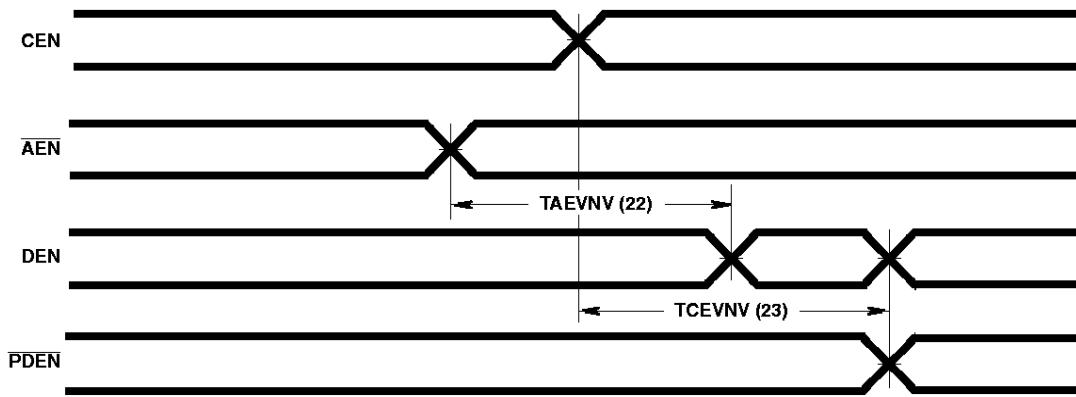 CEN
AEN
TAEVNV (22)
DEN
TCEVNV (23)
PDEN